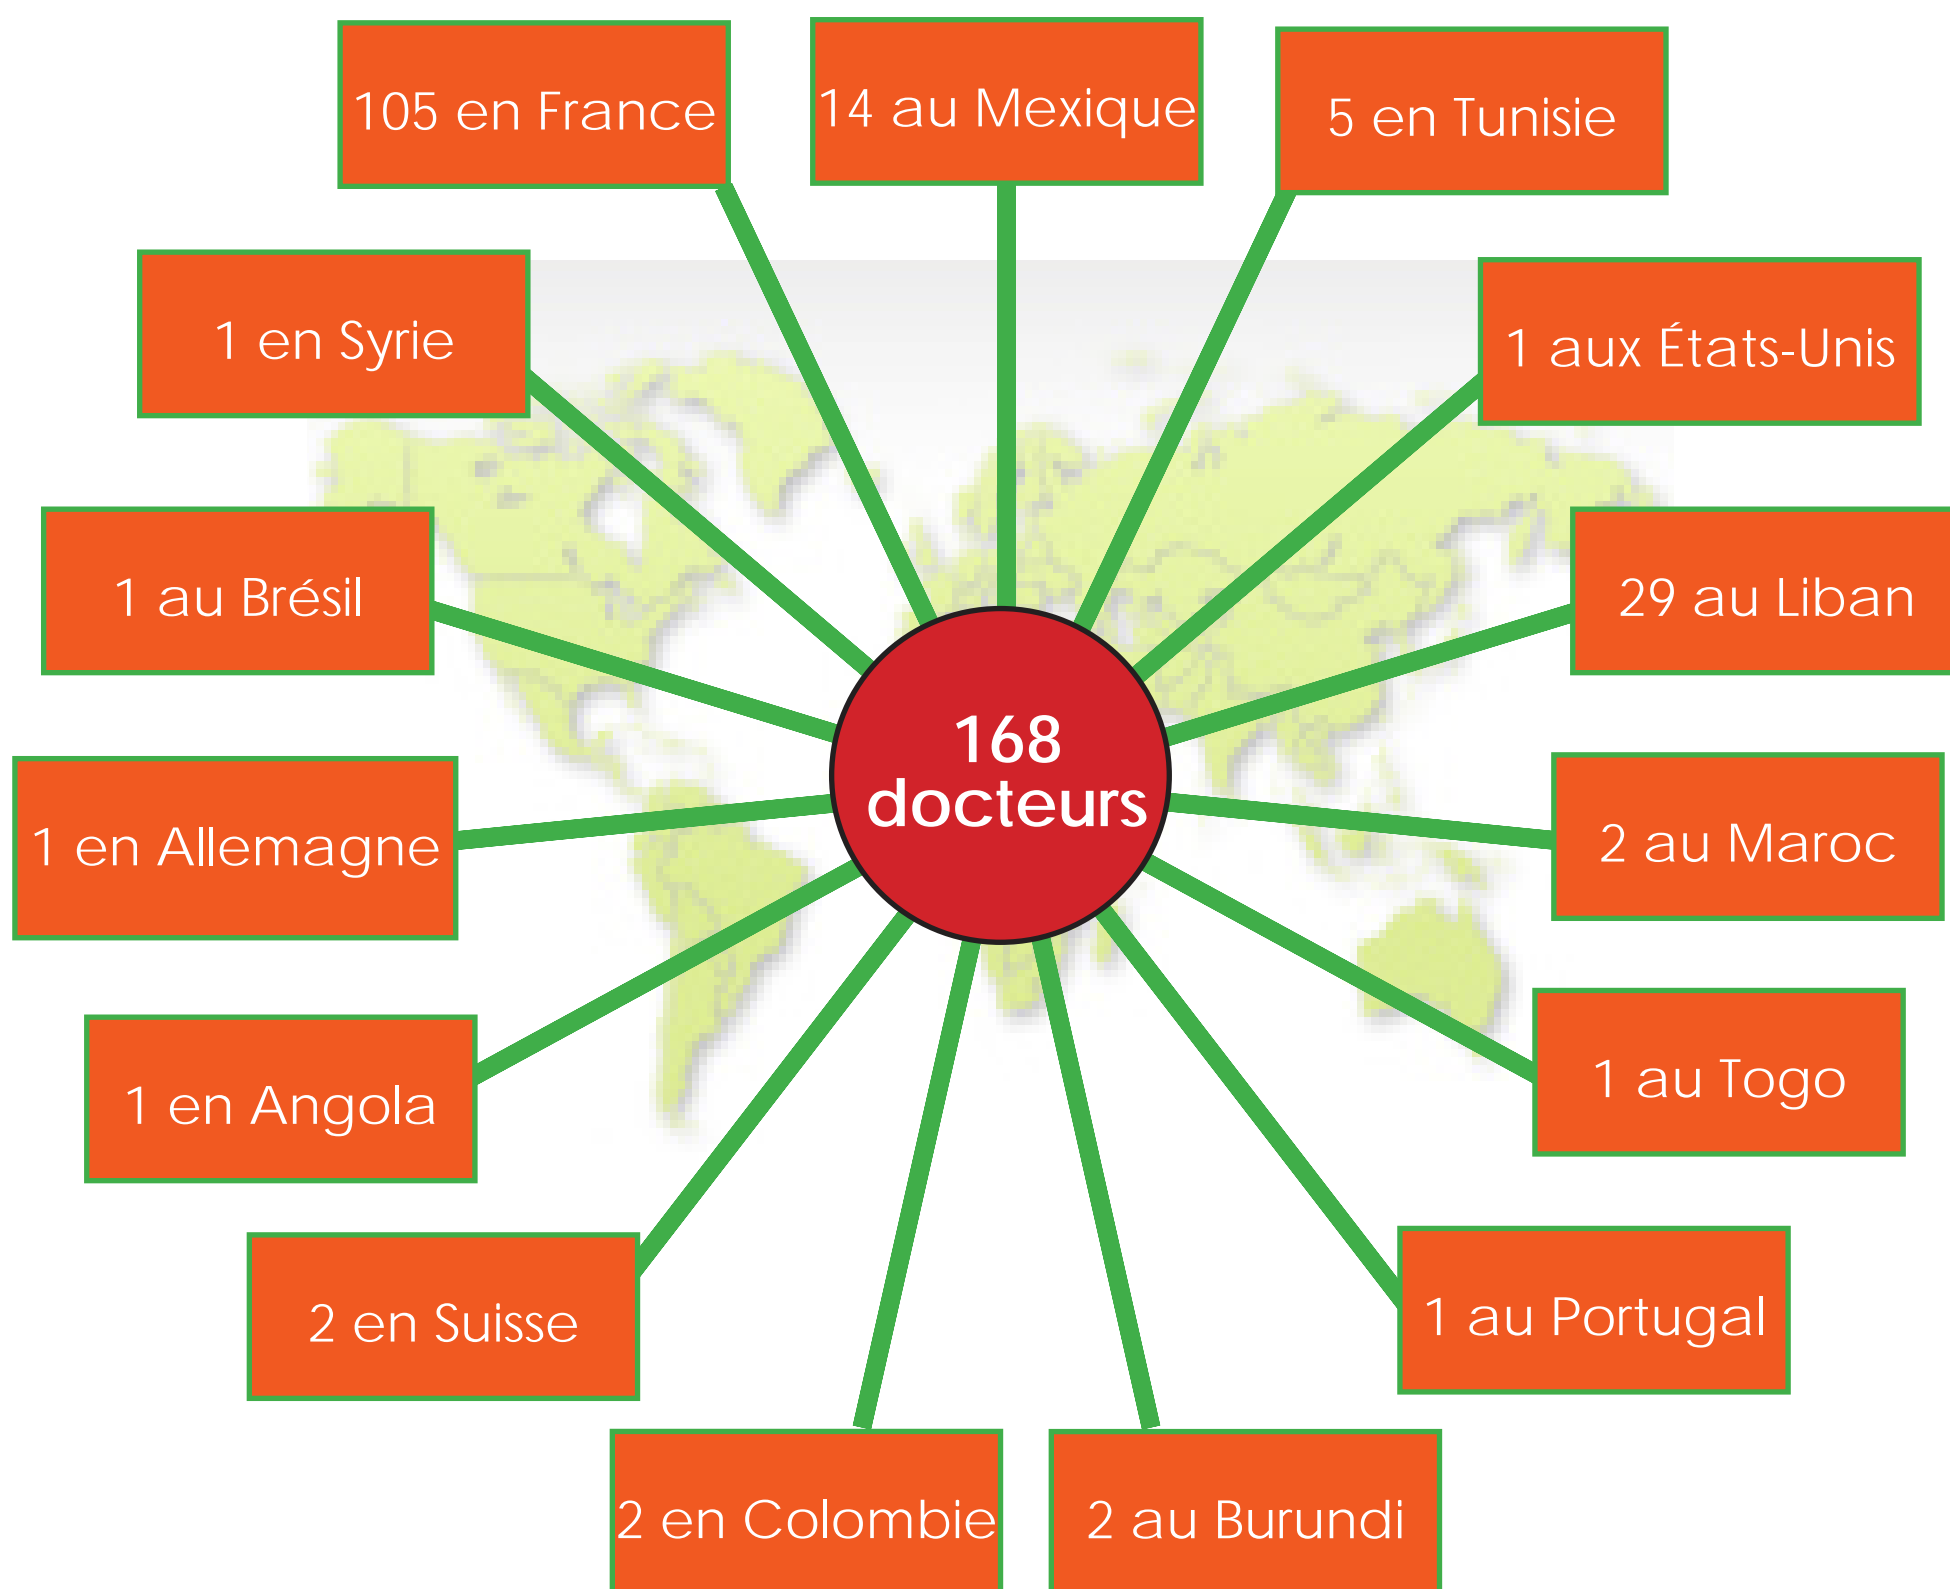 105 en France
14 au Mexique
5 en Tunisie
1 en Syrie
1 aux États-Unis
1 au Brésil
29 au Liban
168
docteurs
1 en Allemagne
2 au Maroc
1 en Angola
1 au Togo
2 en Suisse
1 au Portugal
2 en Colombie
2 au Burundi